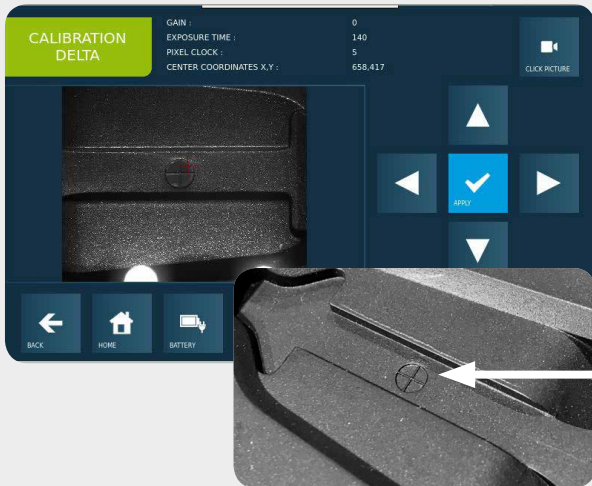 CALIBRATION
DELTA
GAIN : 0
EXPOSURE TIME : 140
PIXEL CLOCK : 5
CENTER COORDINATES X,Y : 658,417
CLICK PICTURE
APPLY
BACK
HOME
BATTERY